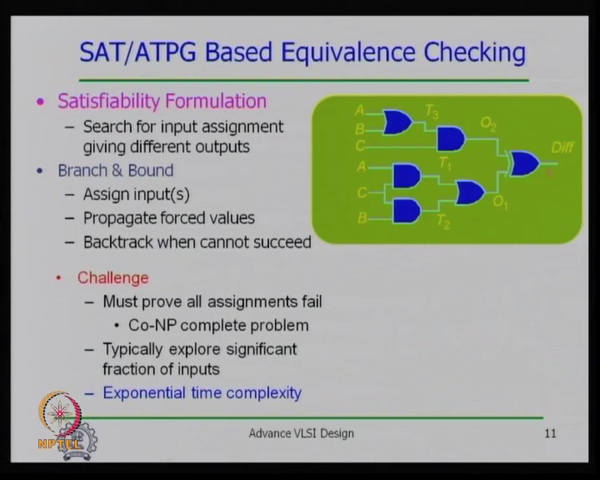 SAT/ATPG Based Equivalence Checking
• Satisfiability Formulation
– Search for input assignment
giving different outputs
• Branch & Bound
– Assign input(s)
– Propagate forced values
– Backtrack when cannot succeed
• Challenge
– Must prove all assignments fail
• Co-NP complete problem
– Typically explore significant
fraction of inputs
– Exponential time complexity
A
B
C
T3
O2
Diff
A
C
B
T1
T2
O1
NPTEL
Advance VLSI Design
11